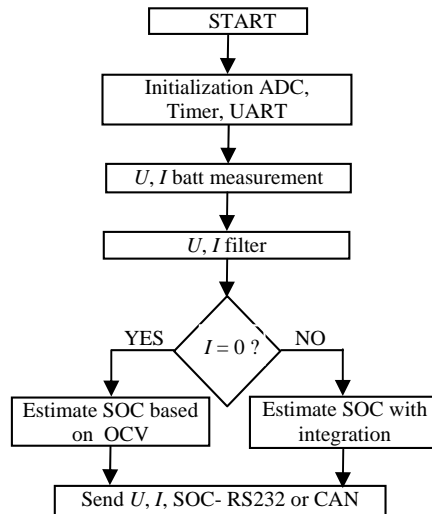 START
Initialization ADC,
Timer, UART
U, I batt measurement
U, I filter
I = 0 ?
YES
NO
Estimate SOC based
on OCV
Estimate SOC with
integration
Send U, I, SOC- RS232 or CAN